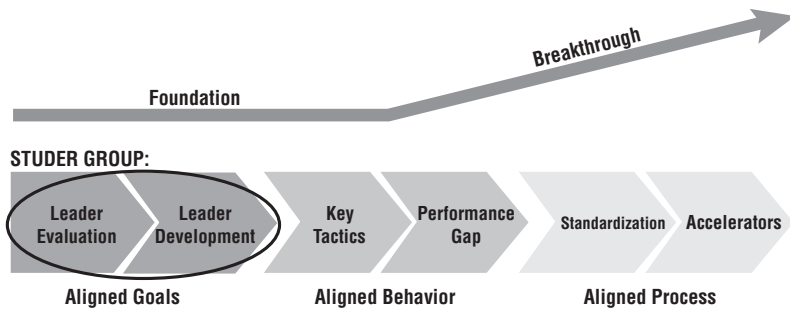 Breakthrough
Foundation
STUDER GROUP:
Leader
Evaluation
Leader
Development
Key
Tactics
Performance
Gap
Standardization
Accelerators
Aligned Goals
Aligned Behavior
Aligned Process